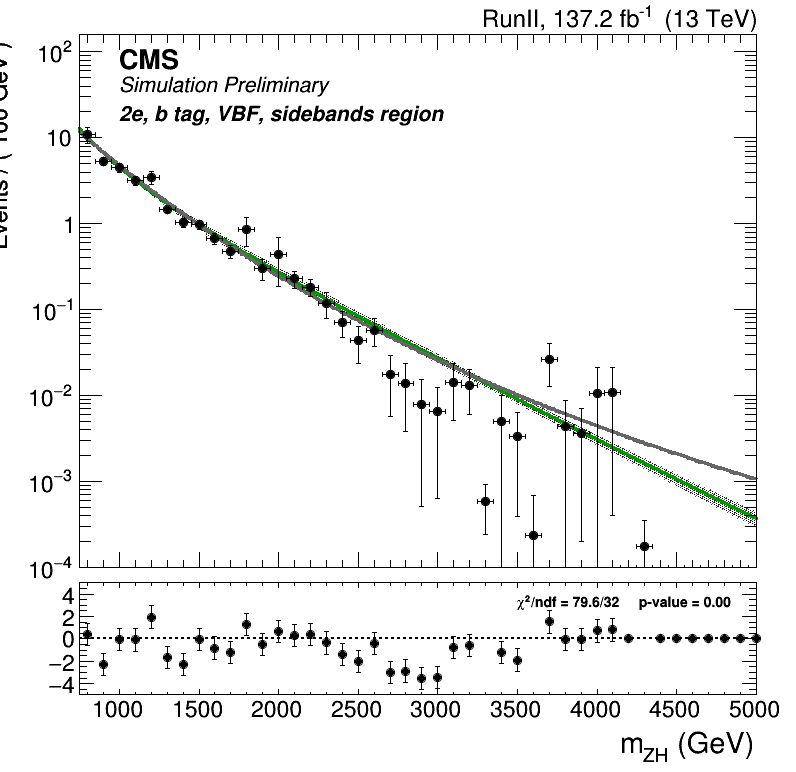 RunII, 137.2 fb⁻¹ (13 TeV)
CMS
Simulation Preliminary
2e, b tag, VBF, sidebands region
Events / ( 100 GeV )
10²
10
1
10⁻¹
10⁻²
10⁻³
10⁻⁴
χ²/ndf = 79.6/32 p-value = 0.00
4
2
0
−2
−4
1000 1500 2000 2500 3000 3500 4000 4500 5000
m_ZH (GeV)